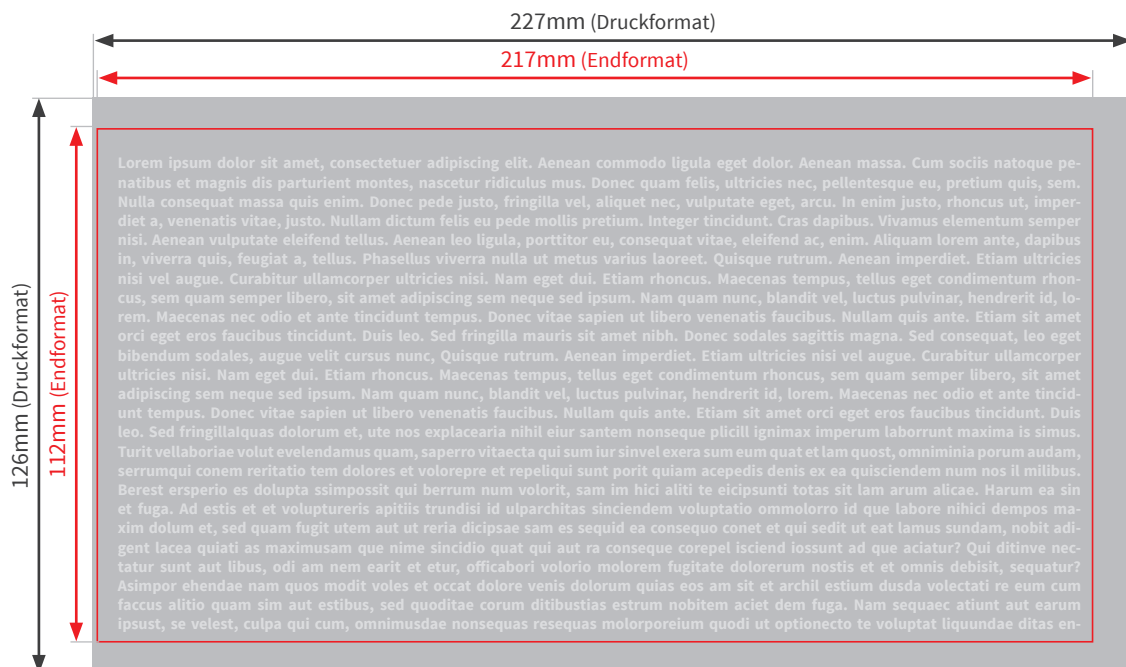 227mm (Druckformat)
217mm (Endformat)
126mm (Druckformat)
112mm (Endformat)
Lorem ipsum dolor sit amet, consectetuer adipiscing elit. Aenean commodo ligula eget dolor. Aenean massa. Cum sociis natoque pe-
natibus et magnis dis parturient montes, nascetur ridiculus mus. Donec quam felis, ultricies nec, pellentesque eu, pretium quis, sem.
Nulla consequat massa quis enim. Donec pede justo, fringilla vel, aliquet nec, vulputate eget, arcu. In enim justo, rhoncus ut, imper-
diet a, venenatis vitae, justo. Nullam dictum felis eu pede mollis pretium. Integer tincidunt. Cras dapibus. Vivamus elementum semper
nisi. Aenean vulputate eleifend tellus. Aenean leo ligula, porttitor eu, consequat vitae, eleifend ac, enim. Aliquam lorem ante, dapibus
in, viverra quis, feugiat a, tellus. Phasellus viverra nulla ut metus varius laoreet. Quisque rutrum. Aenean imperdiet. Etiam ultricies
nisi vel augue. Curabitur ullamcorper ultricies nisi. Nam eget dui. Etiam rhoncus. Maecenas tempus, tellus eget condimentum rhon-
cus, sem quam semper libero, sit amet adipiscing sem neque sed ipsum. Nam quam nunc, blandit vel, luctus pulvinar, hendrerit id, lo-
rem. Maecenas nec odio et ante tincidunt tempus. Donec vitae sapien ut libero venenatis faucibus. Nullam quis ante. Etiam sit amet
orci eget eros faucibus tincidunt. Duis leo. Sed fringilla mauris sit amet nibh. Donec sodales sagittis magna. Sed consequat, leo eget
bibendum sodales, augue velit cursus nunc, Quisque rutrum. Aenean imperdiet. Etiam ultricies nisi vel augue. Curabitur ullamcorper
ultricies nisi. Nam eget dui. Etiam rhoncus. Maecenas tempus, tellus eget condimentum rhoncus, sem quam semper libero, sit amet
adipiscing sem neque sed ipsum. Nam quam nunc, blandit vel, luctus pulvinar, hendrerit id, lorem. Maecenas nec odio et ante tincid-
unt tempus. Donec vitae sapien ut libero venenatis faucibus. Nullam quis ante. Etiam sit amet orci eget eros faucibus tincidunt. Duis
leo. Sed fringillaIquas dolorum et, ute nos explacearia nihil eiur santem nonseque plicill ignimax imperum laborrunt maxima is simus.
Turit vellaboriae volut evelendamus quam, saperro consecta qui sum iur sinvel exera sum est, quat et lam quost, ommminia porum audam,
serrumqui conem reritatio tem dolores et volorepre et repeliqui sunt porit quiam acepes denis ex ea quisciendem num nos il milibus.
Berest ersperio es dolupta ssimpossit qui berrum num volorit, sam im hici aliti te eicipsunti totas sit lam arum alicae. Harum ea sin
et fuga. Ad estis et et voluptureris apitiis trundisi id ulparchitas sinciendem voluptatio ommolorro id que labore nihici dempos ma-
xim dolum et, sed quam fugit utem aut ut reria dicipsae sam es sequid ea consequo conet et qui sedit ut eat lamus sundam, nobit adi-
gent lacea quiati as maximusam que nime sincidio quat qui aut ra conseque corepel isciend iossunt ad que aciatur? Qui ditinve nec-
tatur sunt aut libus, odi am nem earit et etur, officabori volorio molorem fugitate dolorerum nostis et et omnis debisit, sequatur?
Asimpor ehendae nam quos modit voles et occat dolore venis dolorum quias eos am sit et archil estium dusda volectati re eum cum
faccus alitio quam sim aut estibus, sed quoditae corum ditibustias estrum nobitem aciet dem fuga. Nam sequaec atiunt aut earum
ipsust, se velest, culpa qui cum, omnimusdae nonsequas resequas molorporeium quodi ut optionecto te voluptat liquundae ditas en-